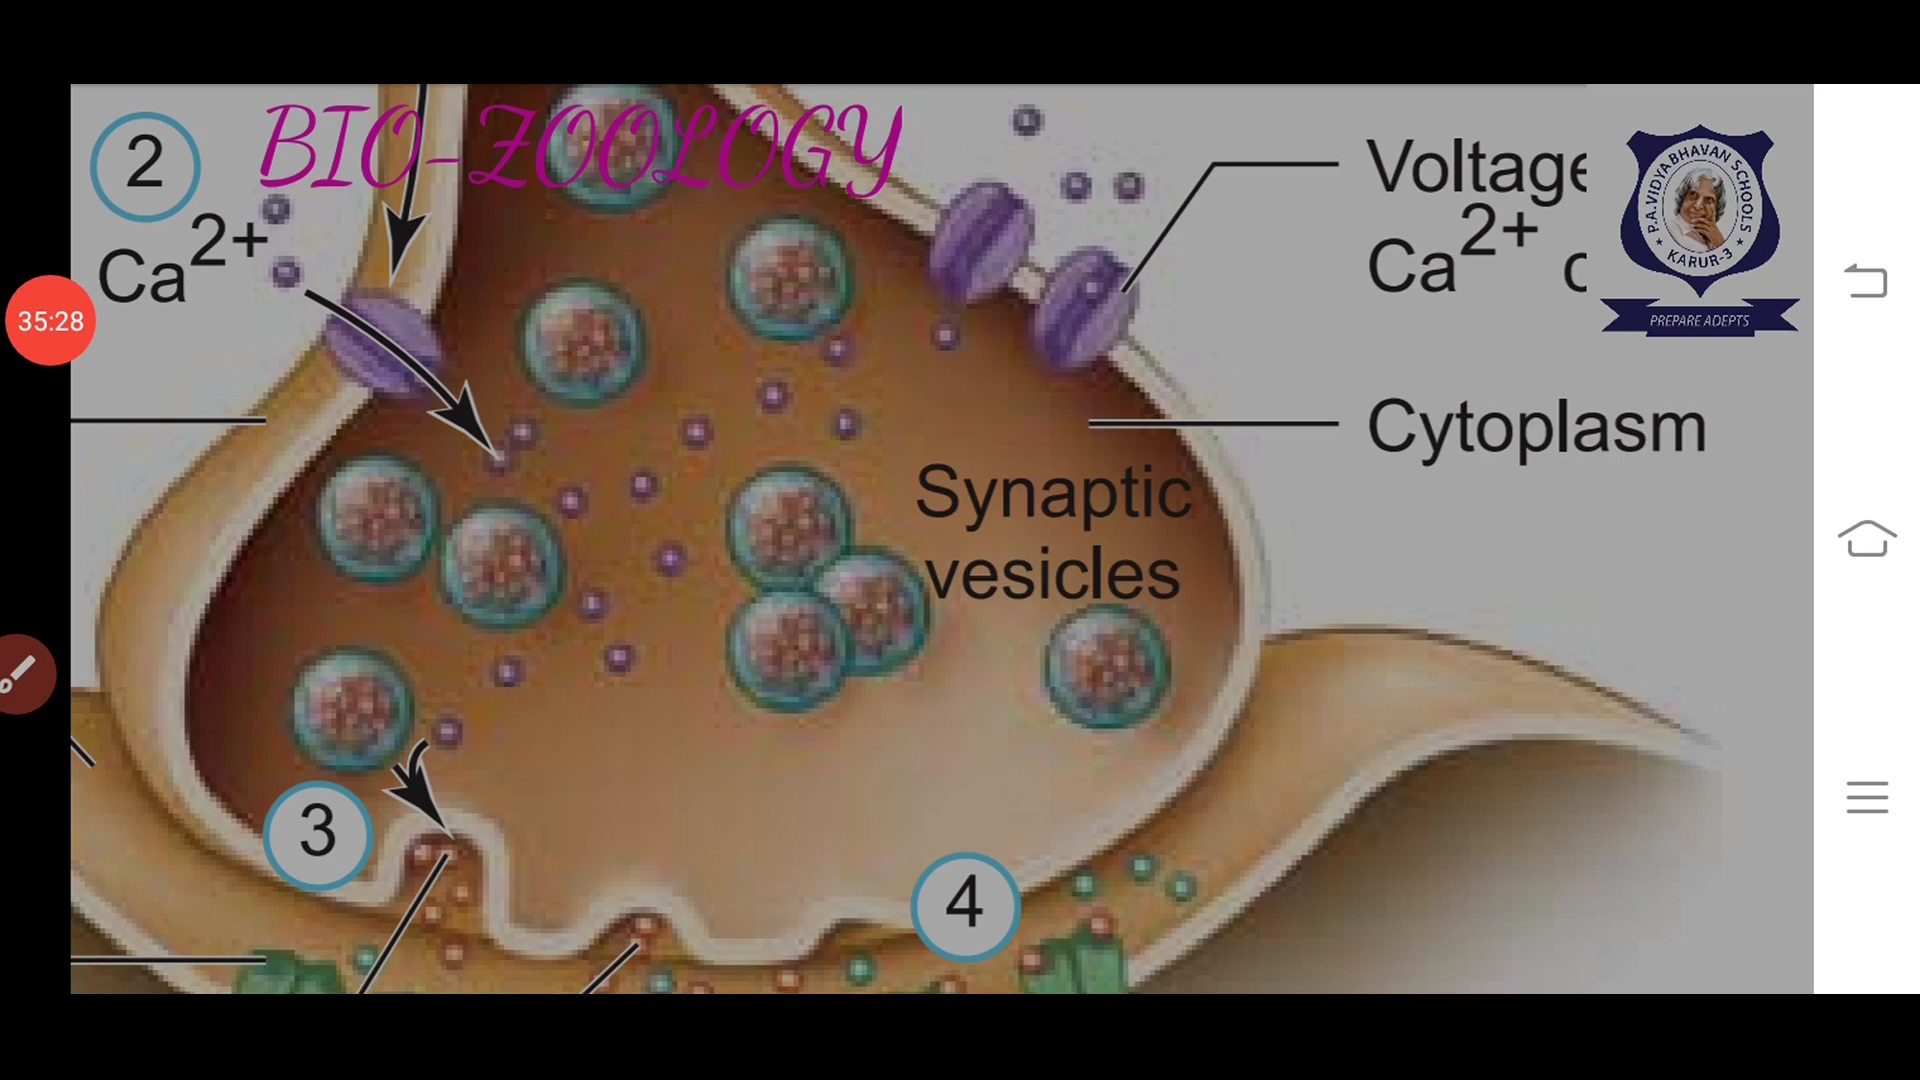 BIO-ZOOLOGY
2
Ca2+
35:28
Voltage
Ca2+ c
P.A.VIDYA BHAVAN SCHOOLS
KARUR-3
PREPARE ADEPTS
Cytoplasm
Synaptic
vesicles
3
4